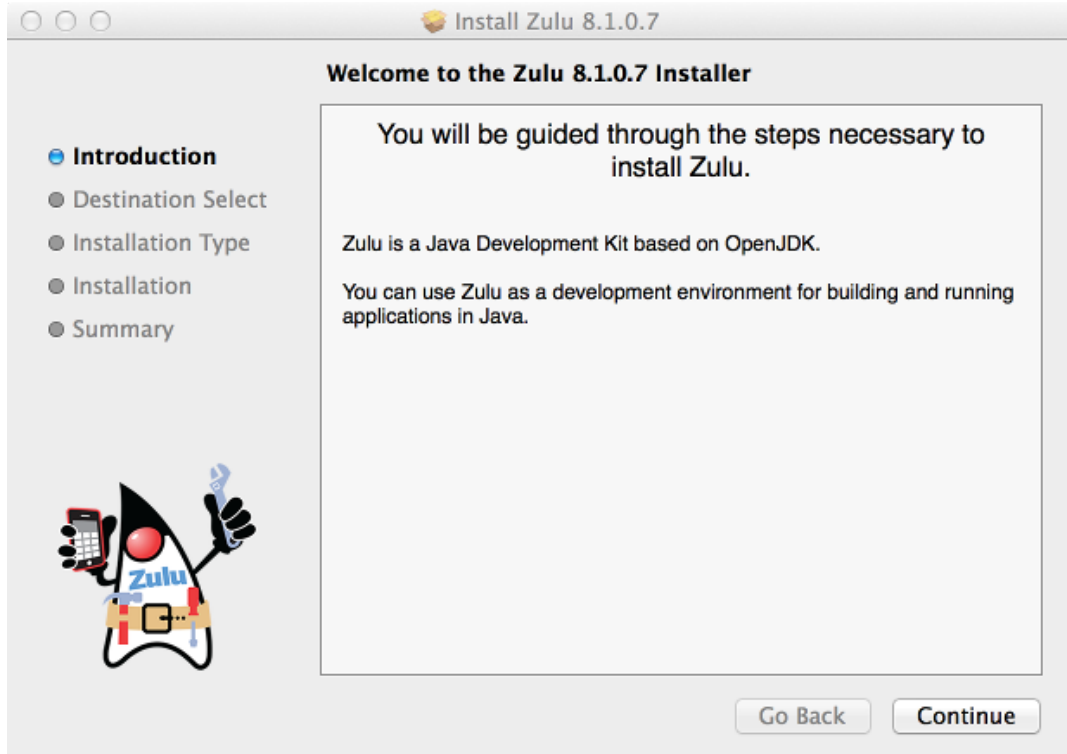 Install Zulu 8.1.0.7
Welcome to the Zulu 8.1.0.7 Installer
Introduction
Destination Select
Installation Type
Installation
Summary
You will be guided through the steps necessary to
install Zulu.
Zulu is a Java Development Kit based on OpenJDK.
You can use Zulu as a development environment for building and running
applications in Java.
Zulu
Go Back
Continue